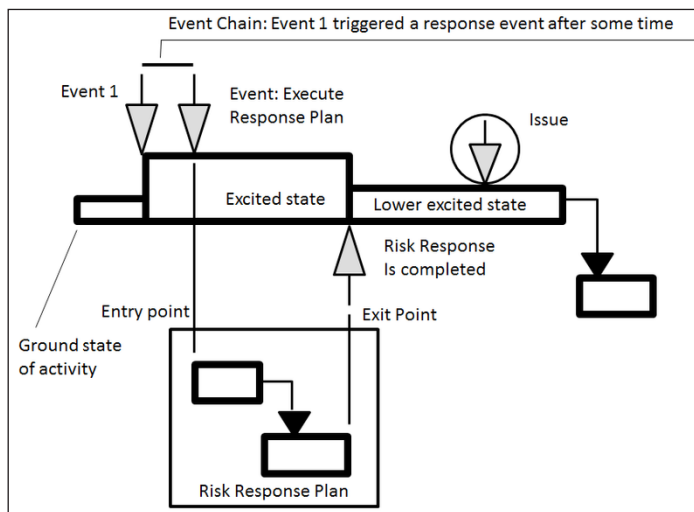 Event Chain: Event 1 triggered a response event after some time
Event 1
Event: Execute
Response Plan
Issue
Excited state
Lower excited state
Risk Response
Is completed
Entry point
Exit Point
Ground state
of activity
Risk Response Plan